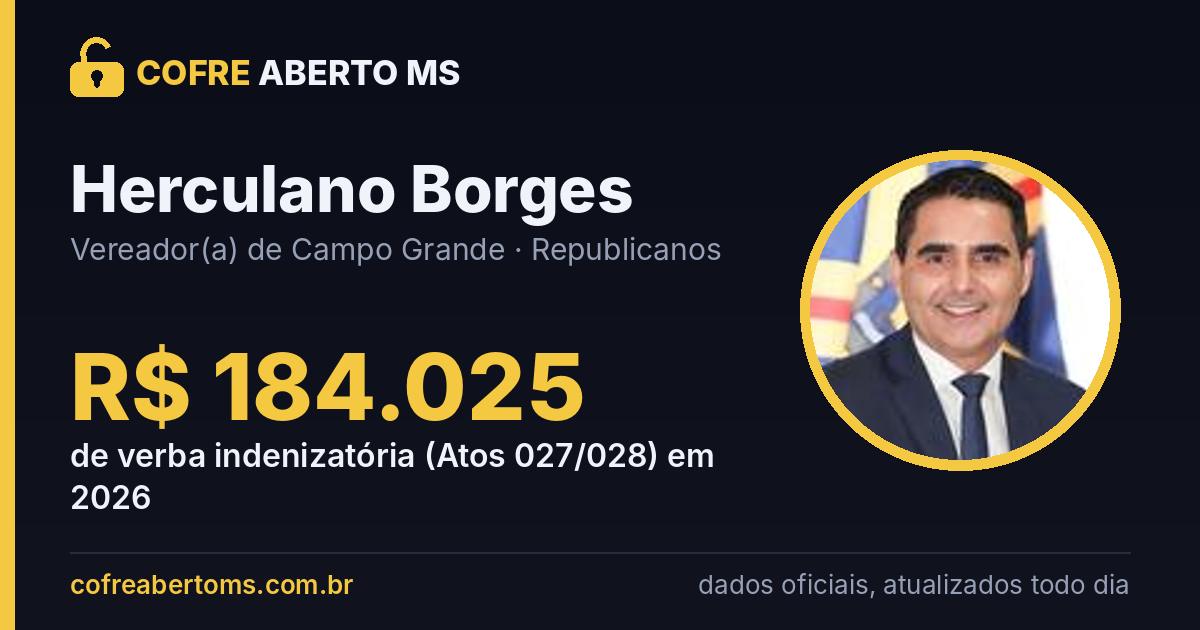 COFRE ABERTO MS
Herculano Borges
Vereador(a) de Campo Grande · Republicanos
R$ 184.025
de verba indenizatória (Atos 027/028) em
2026
cofreabertoms.com.br
dados oficiais, atualizados todo dia